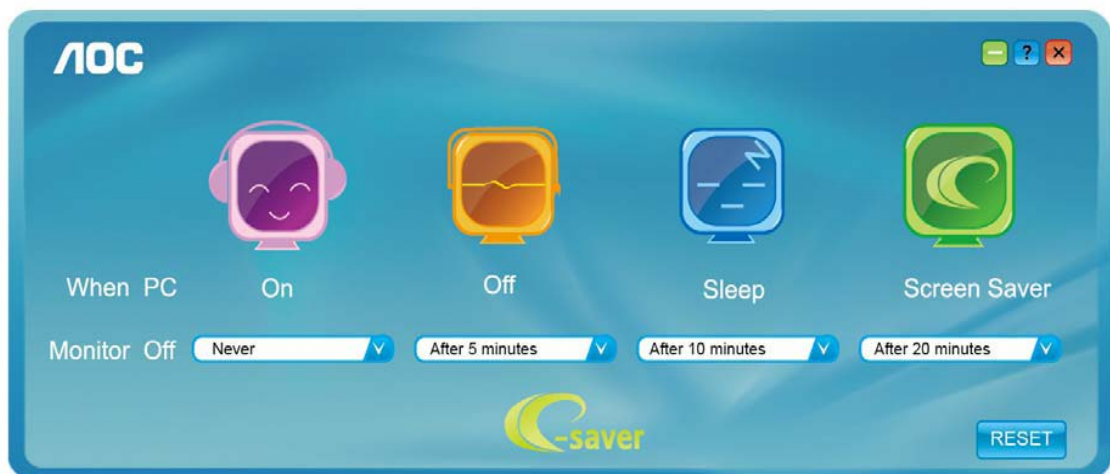 AOC
?
When PC On Off Sleep Screen Saver
Monitor Off Never After 5 minutes After 10 minutes After 20 minutes
e-saver
RESET